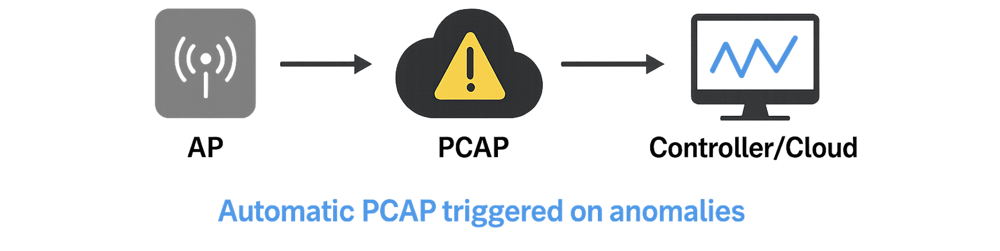 AP
PCAP
Controller/Cloud
Automatic PCAP triggered on anomalies